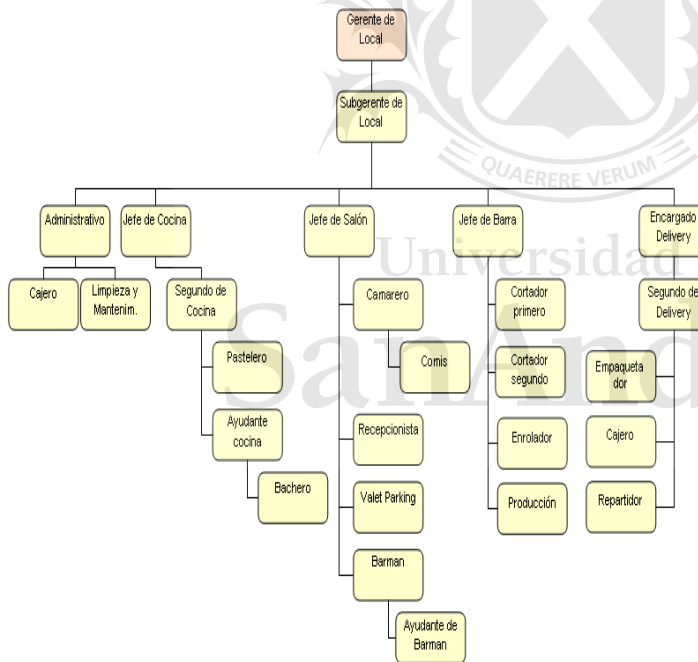 Gerente de
Local
Subgerente de
Local
QUAERERE VERUM
Administrativo
Jefe de Cocina
Jefe de Salón
Jefe de Barra
Encargado
Delivery
Universidad
Cajero
Limpieza y
Mantenim.
Segundo de
Cocina
Camarero
Cortador
primero
Segundo de
Delivery
SanAnd
Pastelero
Comis
Cortador
segundo
Empaqueta
dor
Ayudante
cocina
Recepcionista
Enrolador
Cajero
Bachero
Valet Parking
Producción
Repartidor
Barman
Ayudante de
Barman